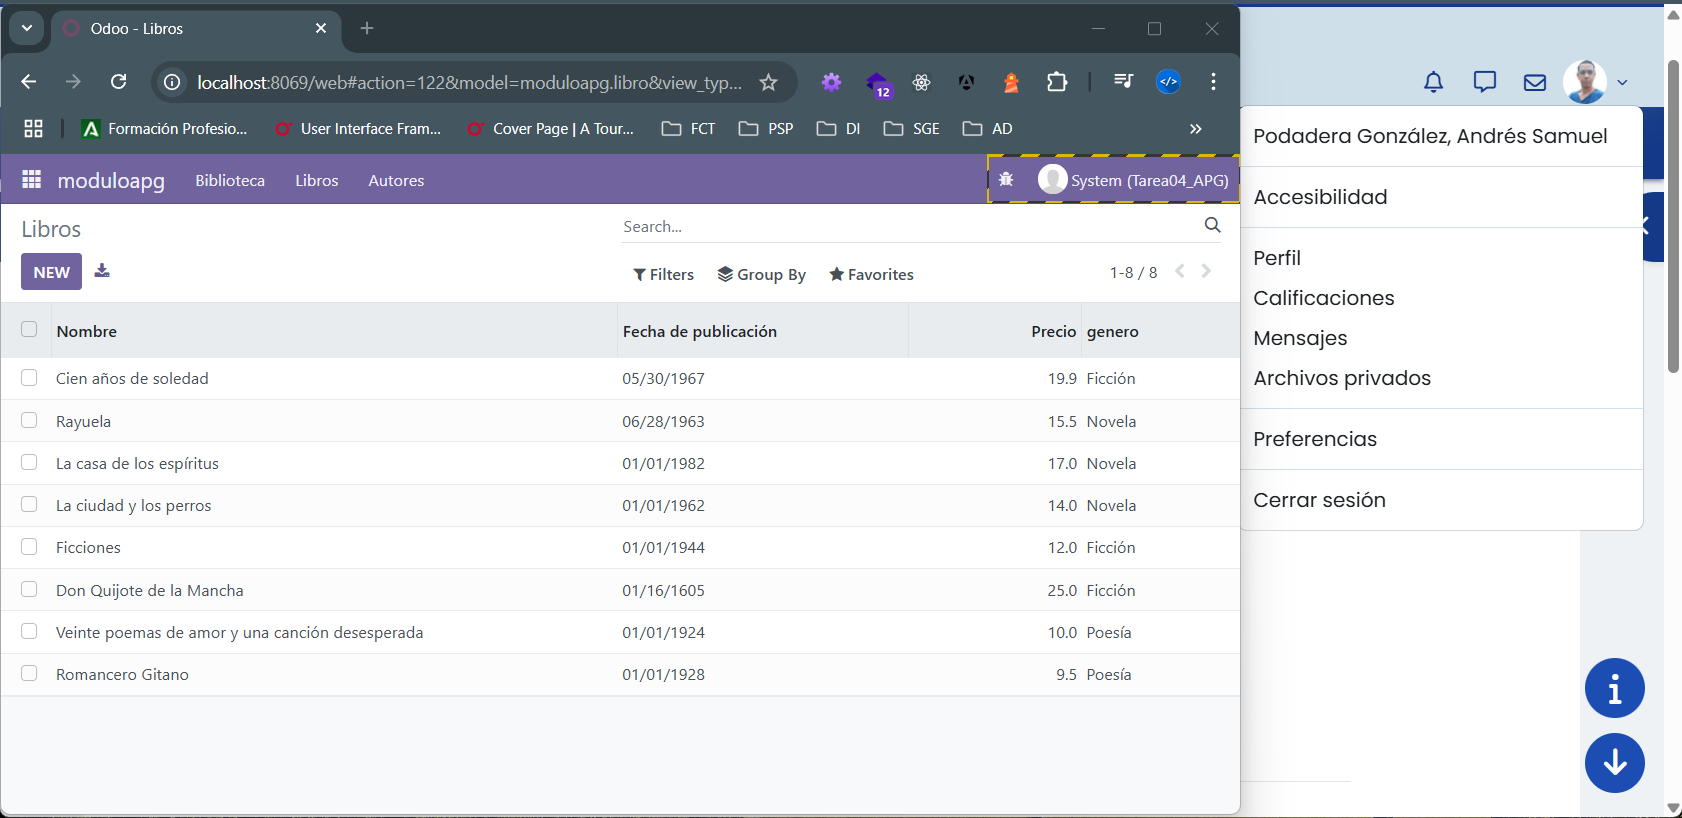 Odoo - Libros
localhost:8069/web#action=122&model=moduloapg.libro&view_typ...
12
Formación Profesio...
User Interface Fram...
Cover Page | A Tour...
FCT
PSP
DI
SGE
AD
moduloapg
Biblioteca
Libros
Autores
System (Tarea04_APG)
Libros
Search...
NEW
Filters
Group By
Favorites
1-8 / 8
Nombre Fecha de publicación Precio genero
Cien años de soledad 05/30/1967 19.9 Ficción
Rayuela 06/28/1963 15.5 Novela
La casa de los espíritus 01/01/1982 17.0 Novela
La ciudad y los perros 01/01/1962 14.0 Novela
Ficciones 01/01/1944 12.0 Ficción
Don Quijote de la Mancha 01/16/1605 25.0 Ficción
Veinte poemas de amor y una canción desesperada 01/01/1924 10.0 Poesía
Romancero Gitano 01/01/1928 9.5 Poesía
Podadera González, Andrés Samuel
Accesibilidad
Perfil
Calificaciones
Mensajes
Archivos privados
Preferencias
Cerrar sesión